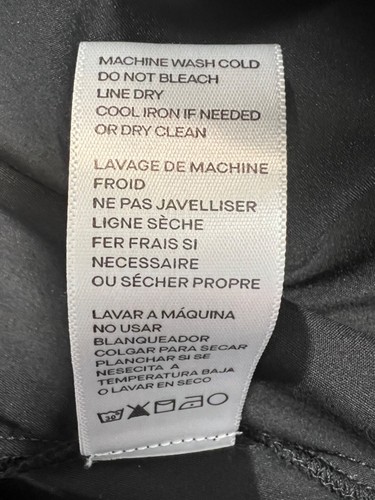 MACHINE WASH COLD
DO NOT BLEACH
LINE DRY
COOL IRON IF NEEDED
OR DRY CLEAN
LAVAGE DE MACHINE
FROID
NE PAS JAVELLISER
LIGNE SÈCHE
FER FRAIS SI
NECESSAIRE
OU SÉCHER PROPRE
LAVAR A MÁQUINA
NO USAR
BLANQUEADOR
COLGAR PARA SECAR
PLANCHAR SI SE
NESECITA A
TEMPERATURA BAJA
O LAVAR EN SECO
30°